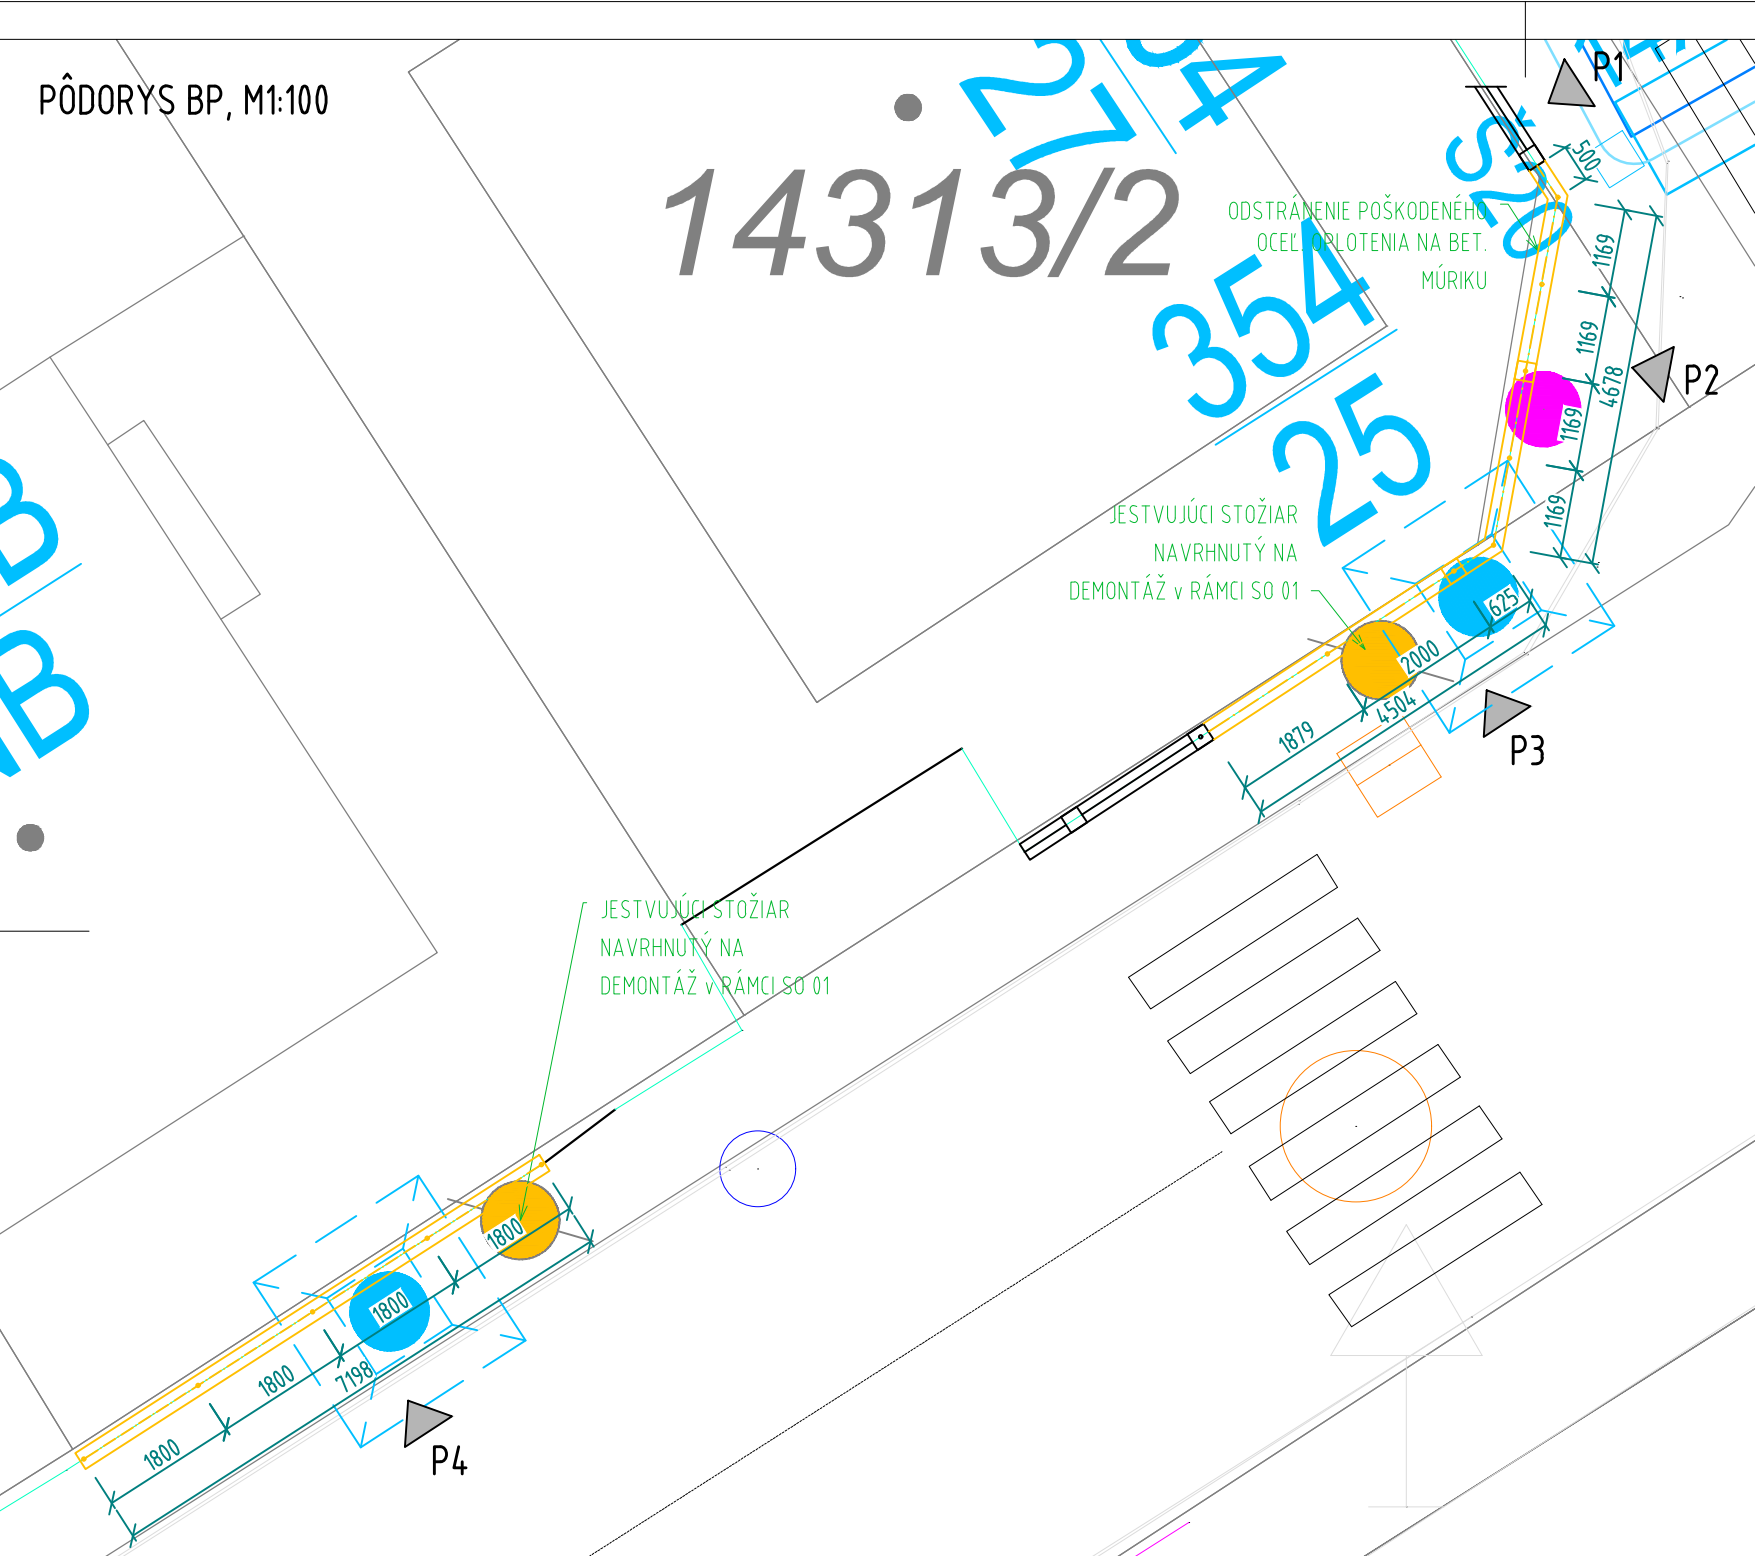 PÔDORYS BP, M1:100
P1
14313/2
500
ODSTRÁNENIE POŠKODENÉHO
OCEĽ. OPLOTENIA NA BET.
MÚRIKU
1169
1169
4678
1169
1169
P2
354
25
JESTVUJÚCI STOŽIAR
NAVRHNUTÝ NA
DEMONTÁŽ v RÁMCI SO 01
625
2000
4504
1879
P3
JESTVUJÚCI STOŽIAR
NAVRHNUTÝ NA
DEMONTÁŽ v RÁMCI SO 01
1800
1800
1800
7198
1800
P4